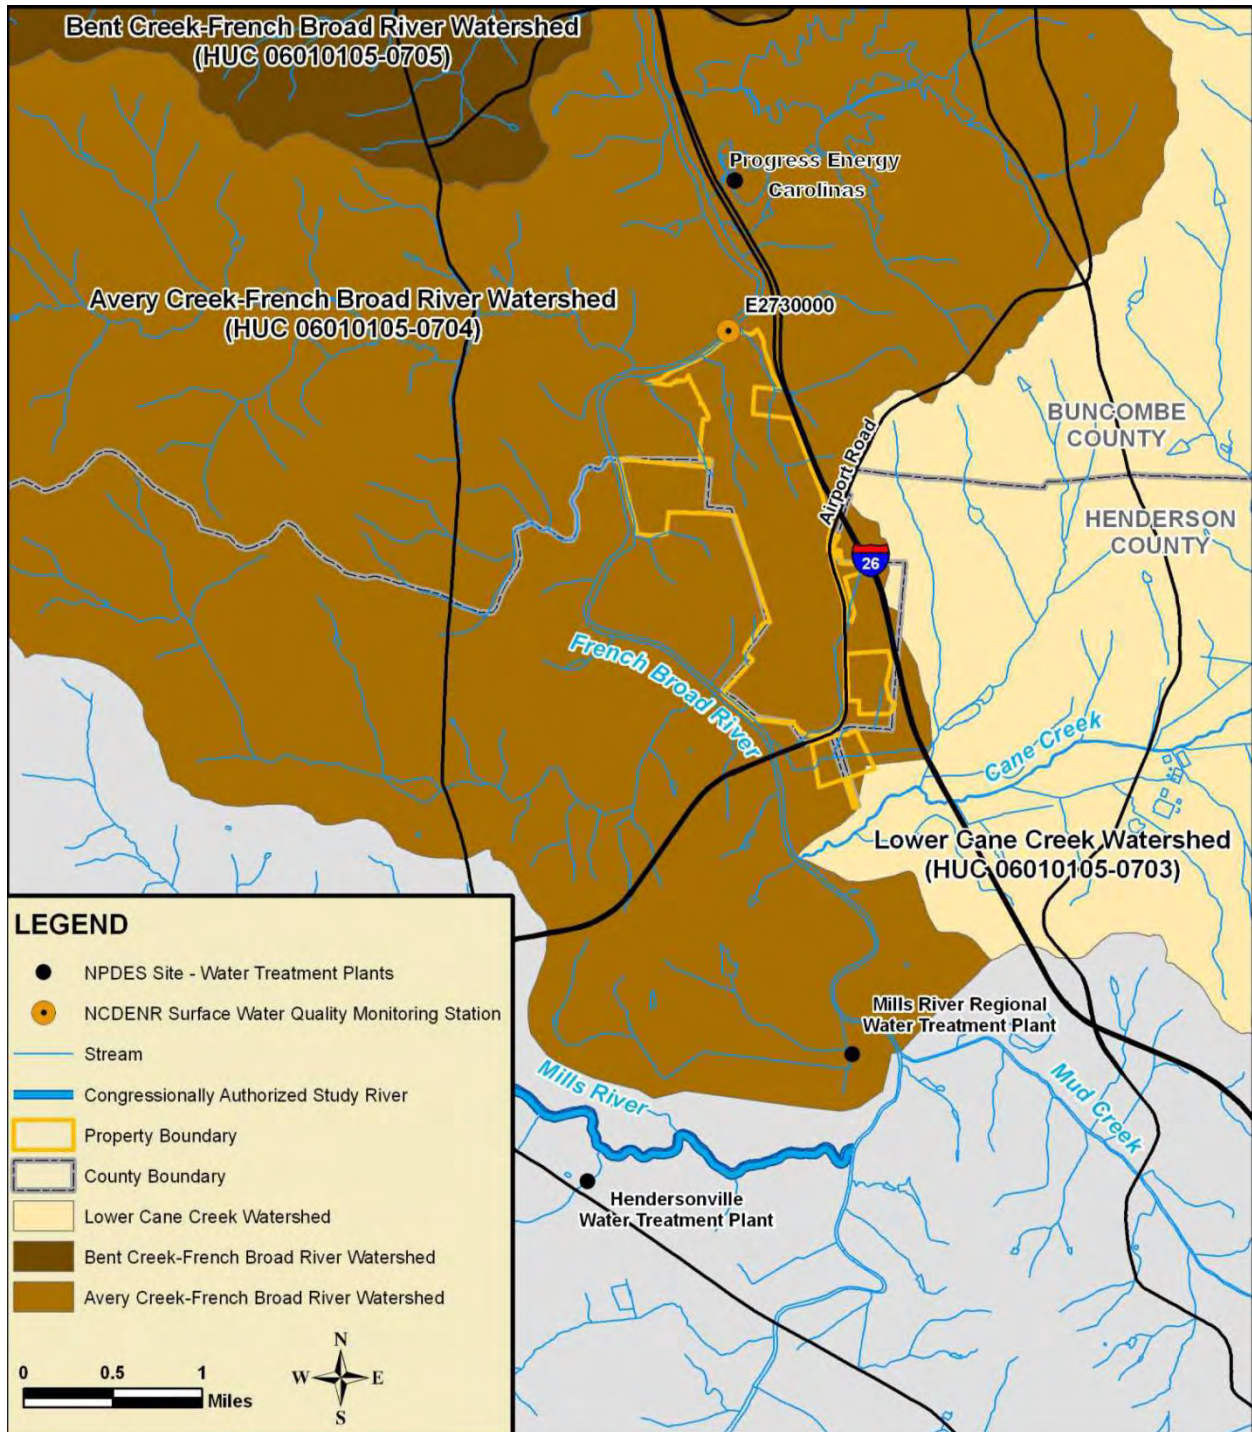 Bent Creek-French Broad River Watershed
(HUC 06010105-0705)
Progress Energy
Carolinas
Avery Creek-French Broad River Watershed
(HUC 06010105-0704)
E2730000
BUNCOMBE
COUNTY
Airport Road
HENDERSON
COUNTY
26
French Broad River
Cane Creek
Lower Cane Creek Watershed
(HUC 06010105-0703)
Mills River Regional
Water Treatment Plant
Mills River
Mud Creek
Hendersonville
Water Treatment Plant
LEGEND
NPDES Site - Water Treatment Plants
NCDENR Surface Water Quality Monitoring Station
Stream
Congressionally Authorized Study River
Property Boundary
County Boundary
Lower Cane Creek Watershed
Bent Creek-French Broad River Watershed
Avery Creek-French Broad River Watershed
0 0.5 1
Miles
N
W E
S